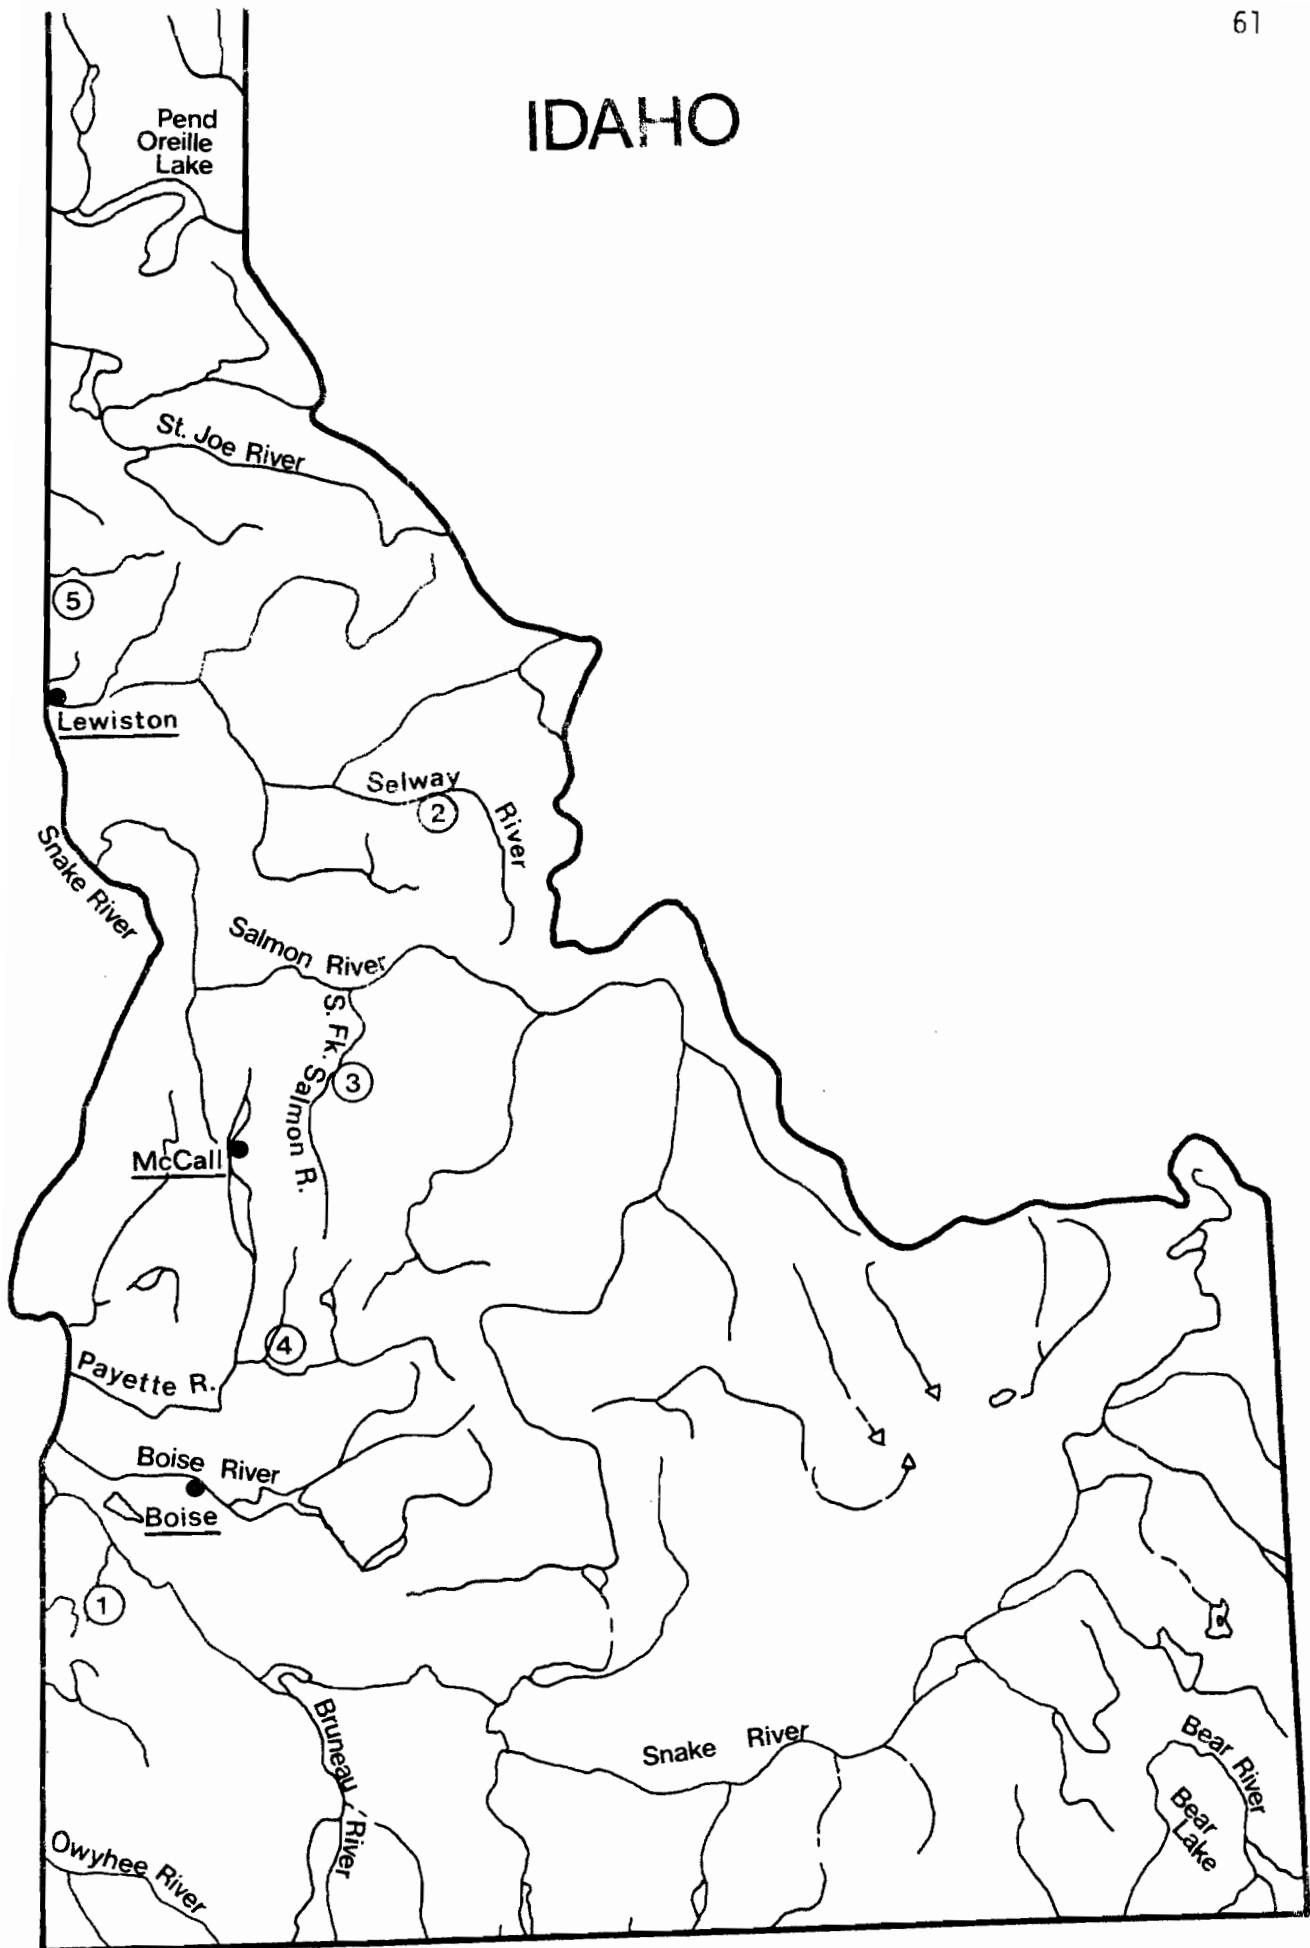 61
IDAHO
Pend
Oreille
Lake
St. Joe River
5
Lewiston
Selway
River
2
Snake River
Salmon River
S. Fk. Salmon R.
3
McCall
4
Payette R.
Boise River
Boise
1
Bruneau
River
Snake River
Bear River
Bear
Lake
Owyhee River